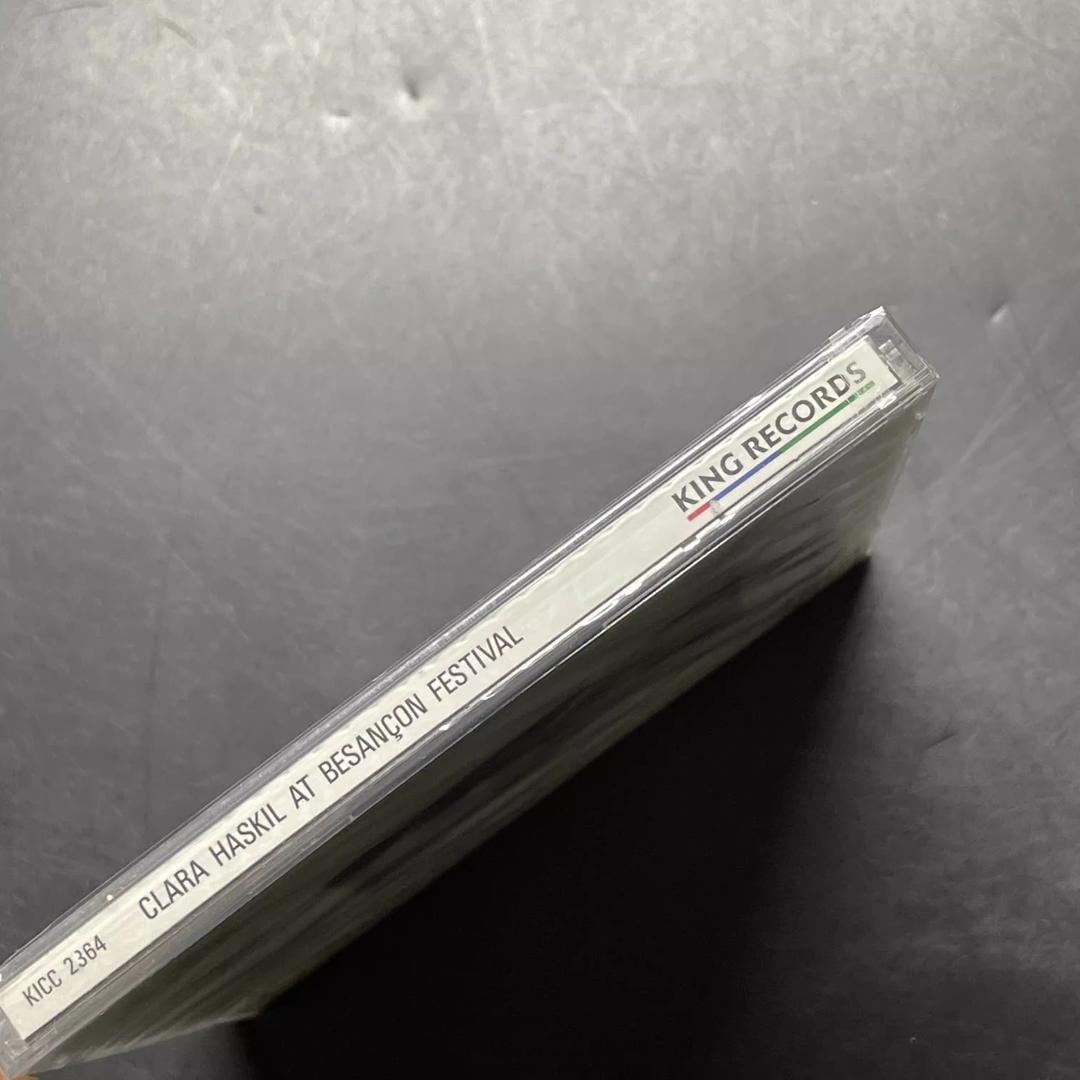 KICC 2364 CLARA HASKIL AT BESANÇON FESTIVAL KING RECORDS